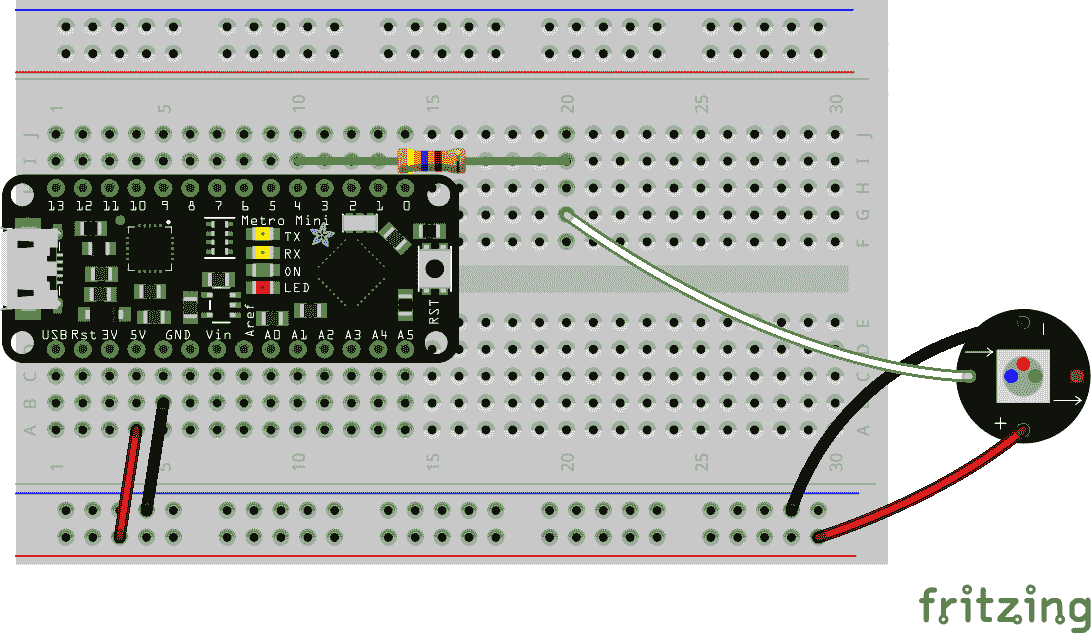 1 5 10 15 20 25 30
J J
I I
H H
G
F F
13 12 11 10 9 8 7 6 5 4 3 2 1 0
Metro Mini
TX
RX
ON
LED
RST
Aref
USB Rst 3V 5V GND Vin A0 A1 A2 A3 A4 A5
E
D
C C
B B
A A
1 5 10 15 20 25 30
−
+
fritzing